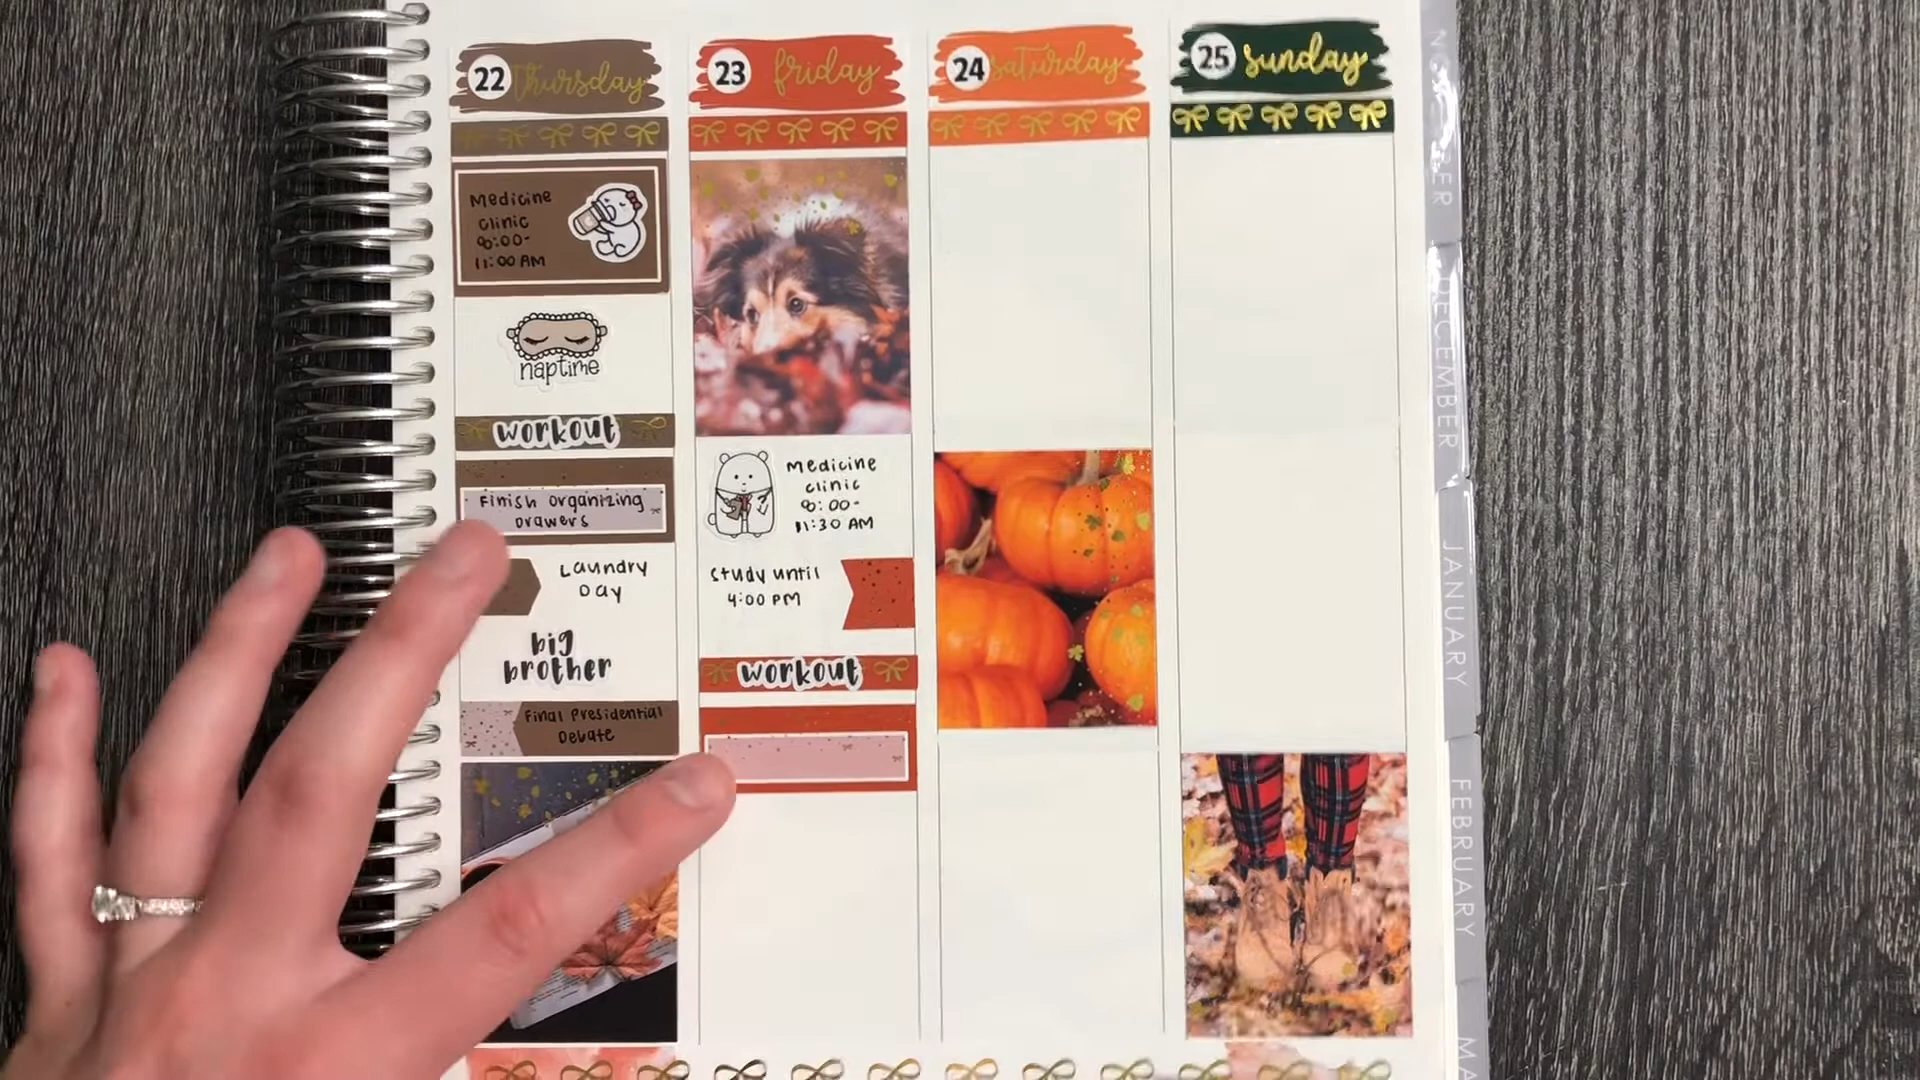 22 thursday
23 friday
24 saturday
25 sunday
Medicine
clinic
8:00-
11:00 AM
naptime
workout
Finish organizing
Drawers
Laundry
Day
big
brother
Final Presidential
Debate
Medicine
clinic
8:00-
11:30 AM
Study until
4:00 PM
workout
DECEMBER
JANUARY
FEBRUARY